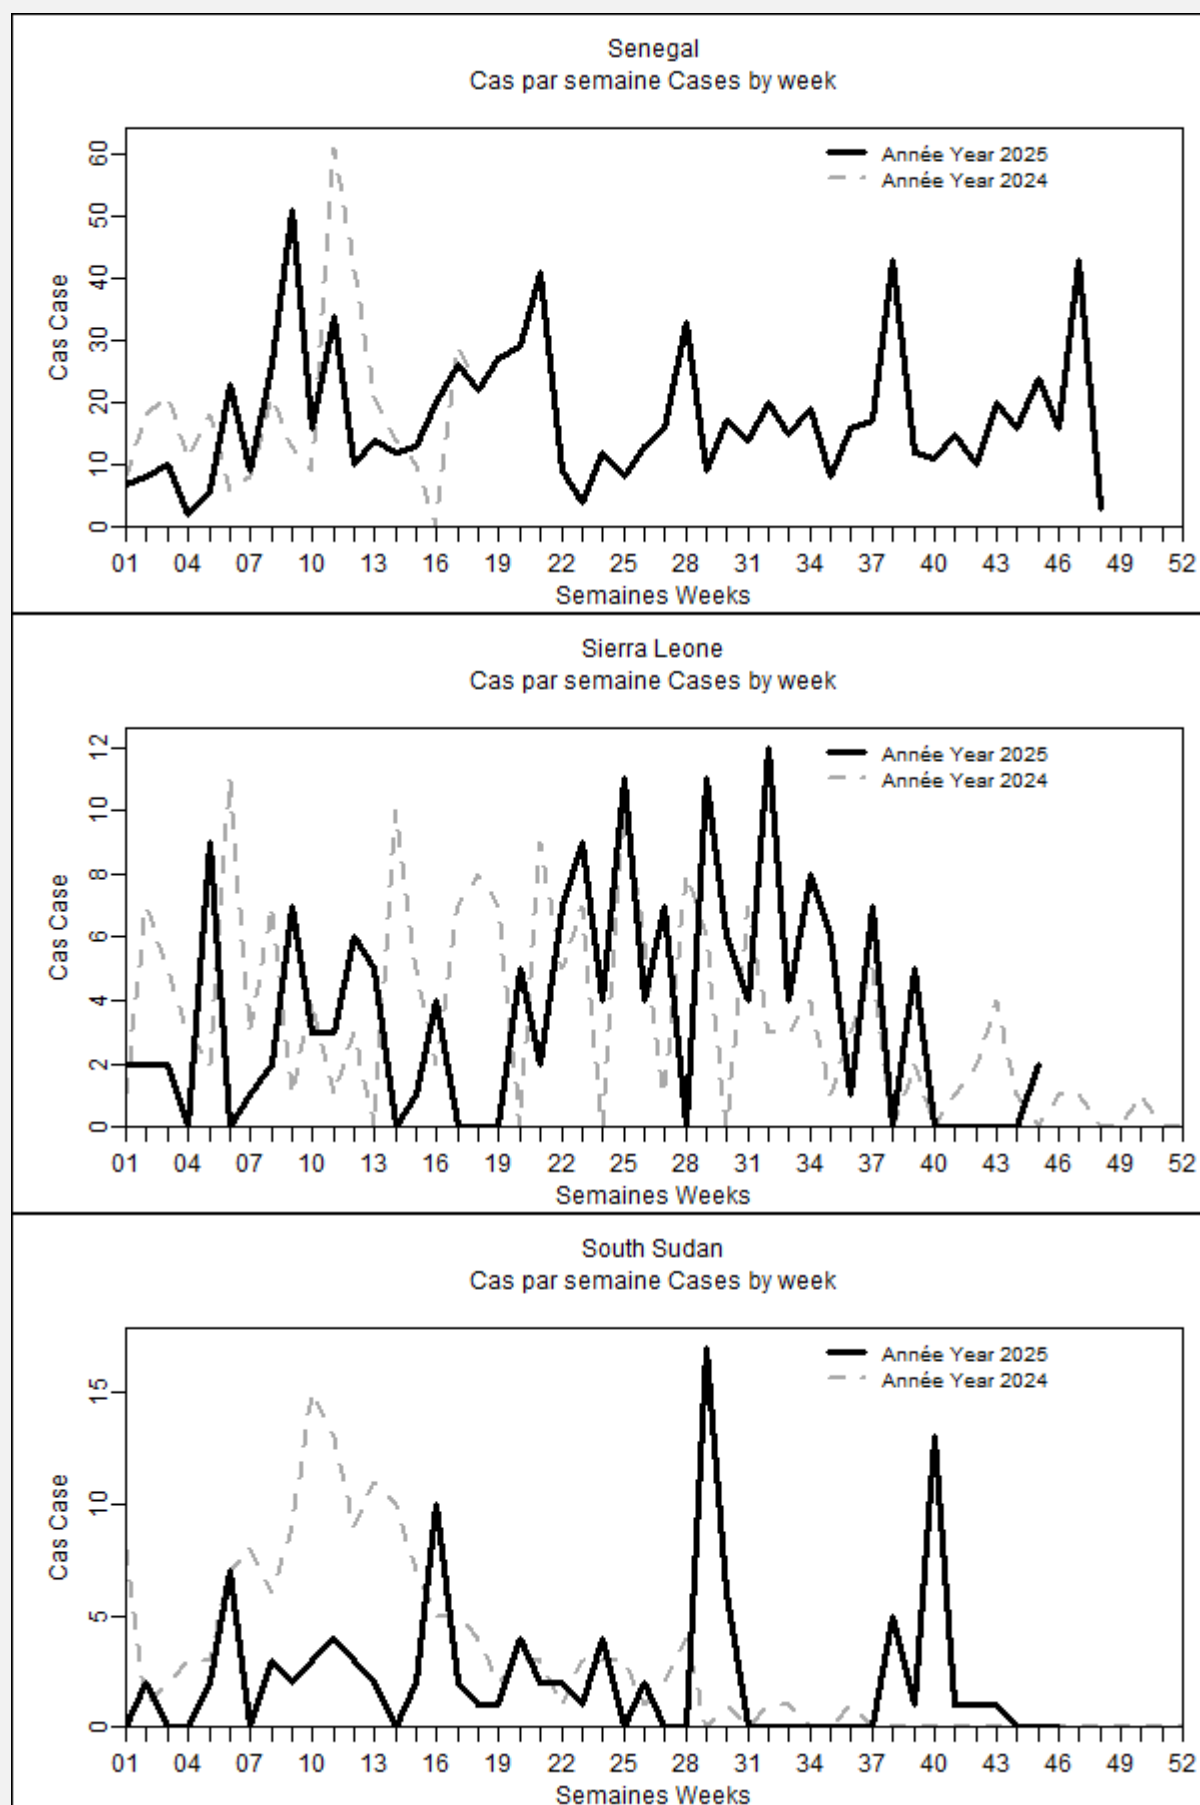 Senegal
Cas par semaine Cases by week
Année Year 2025
Année Year 2024
60
50
40
30
20
10
0
Cas Case
01 04 07 10 13 16 19 22 25 28 31 34 37 40 43 46 49 52
Semaines Weeks
Sierra Leone
Cas par semaine Cases by week
Année Year 2025
Année Year 2024
12
10
8
6
4
2
0
Cas Case
01 04 07 10 13 16 19 22 25 28 31 34 37 40 43 46 49 52
Semaines Weeks
South Sudan
Cas par semaine Cases by week
Année Year 2025
Année Year 2024
15
10
5
0
Cas Case
01 04 07 10 13 16 19 22 25 28 31 34 37 40 43 46 49 52
Semaines Weeks